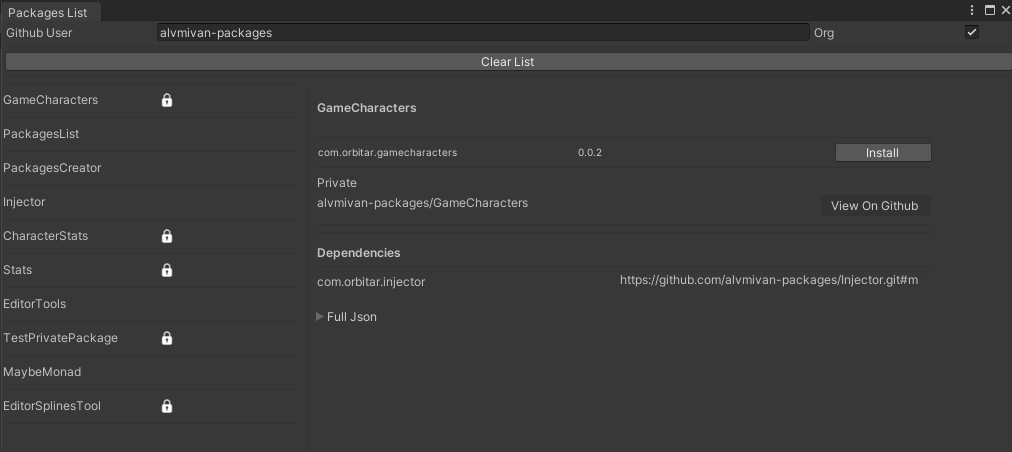 Packages List
Github User alvmivan-packages Org
Clear List
GameCharacters
PackagesList
PackagesCreator
Injector
CharacterStats
Stats
EditorTools
TestPrivatePackage
MaybeMonad
EditorSplinesTool
GameCharacters
com.orbitar.gamecharacters 0.0.2 Install
Private
alvmivan-packages/GameCharacters View On Github
Dependencies
com.orbitar.injector https://github.com/alvmivan-packages/Injector.git#m
Full Json